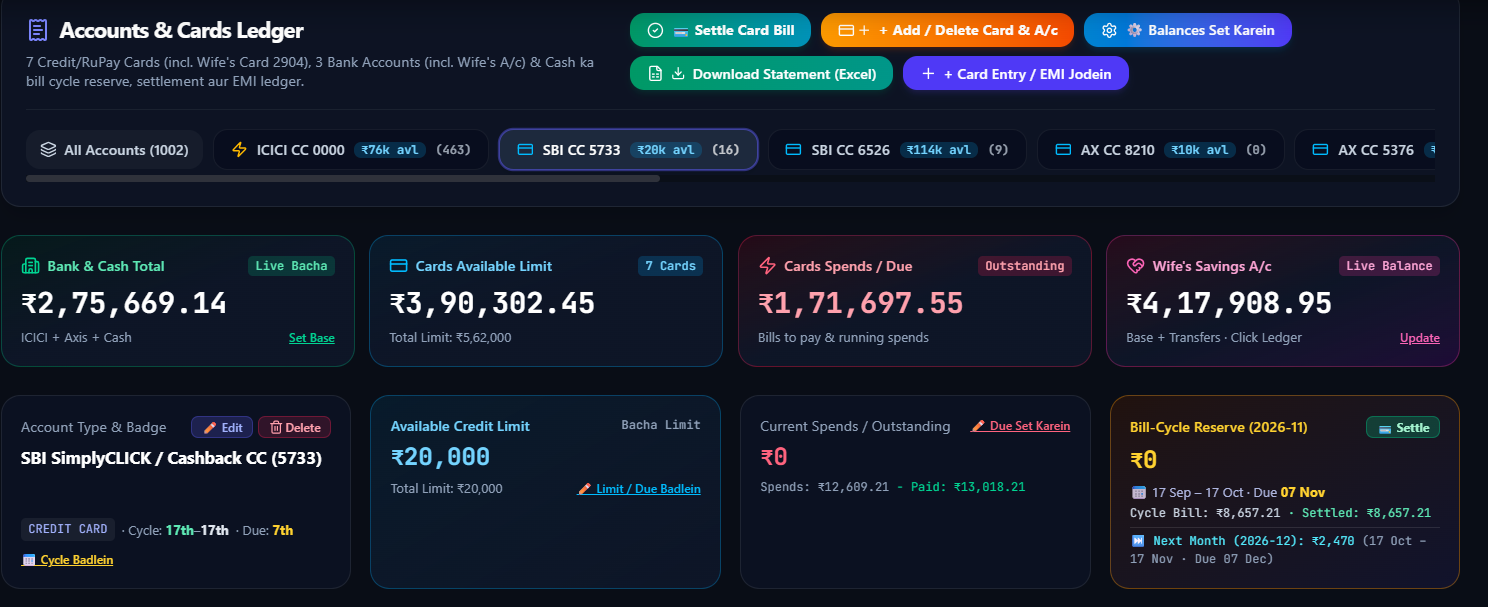 Accounts & Cards Ledger
7 Credit/RuPay Cards (incl. Wife's Card 2904), 3 Bank Accounts (incl. Wife's A/c) & Cash ka
bill cycle reserve, settlement aur EMI ledger.
Settle Card Bill
+ + Add / Delete Card & A/c
Balances Set Karein
Download Statement (Excel)
+ + Card Entry / EMI Jodein
All Accounts (1002)
ICICI CC 0000 ₹76k avl (463)
SBI CC 5733 ₹20k avl (16)
SBI CC 6526 ₹114k avl (9)
AX CC 8210 ₹10k avl (0)
AX CC 5376 ₹
Bank & Cash Total Live Bacha
₹2,75,669.14
ICICI + Axis + Cash Set Base
Cards Available Limit 7 Cards
₹3,90,302.45
Total Limit: ₹5,62,000
Cards Spends / Due Outstanding
₹1,71,697.55
Bills to pay & running spends
Wife's Savings A/c Live Balance
₹4,17,908.95
Base + Transfers · Click Ledger Update
Account Type & Badge Edit Delete
SBI SimplyCLICK / Cashback CC (5733)
CREDIT CARD · Cycle: 17th–17th · Due: 7th
Cycle Badlein
Available Credit Limit Bacha Limit
₹20,000
Total Limit: ₹20,000 Limit / Due Badlein
Current Spends / Outstanding Due Set Karein
₹0
Spends: ₹12,609.21 - Paid: ₹13,018.21
Bill-Cycle Reserve (2026-11) Settle
₹0
17 Sep – 17 Oct · Due 07 Nov
Cycle Bill: ₹8,657.21 · Settled: ₹8,657.21
Next Month (2026-12): ₹2,470 (17 Oct –
17 Nov · Due 07 Dec)